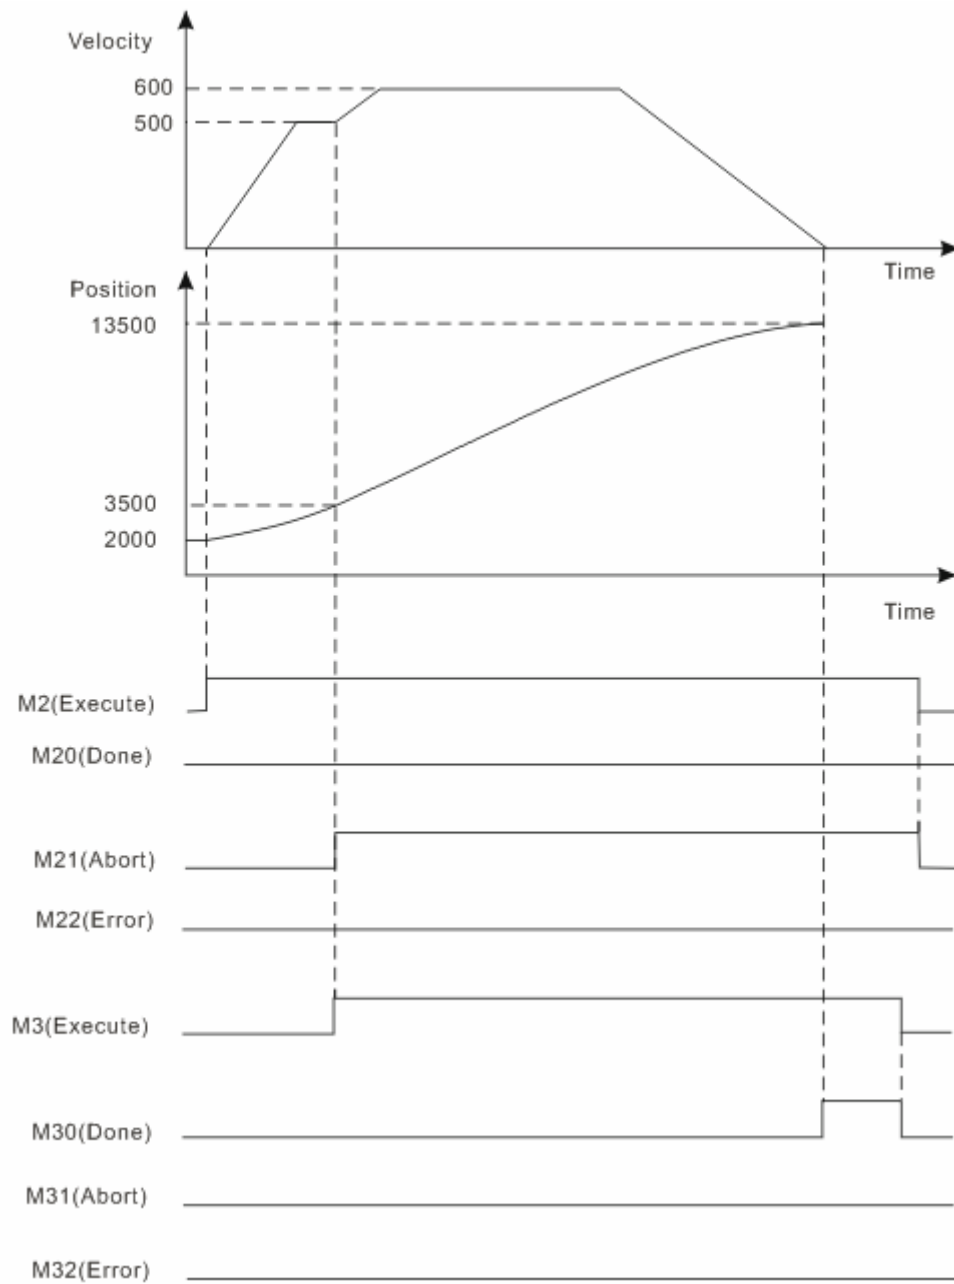 Velocity
600
500
Time
Position
13500
3500
2000
Time
M2(Execute)
M20(Done)
M21(Abort)
M22(Error)
M3(Execute)
M30(Done)
M31(Abort)
M32(Error)